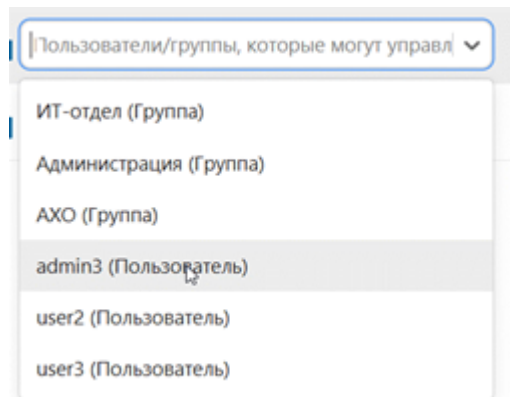 Пользователи/группы, которые могут управл
ИТ-отдел (Группа)
Администрация (Группа)
АХО (Группа)
admin3 (Пользователь)
user2 (Пользователь)
user3 (Пользователь)